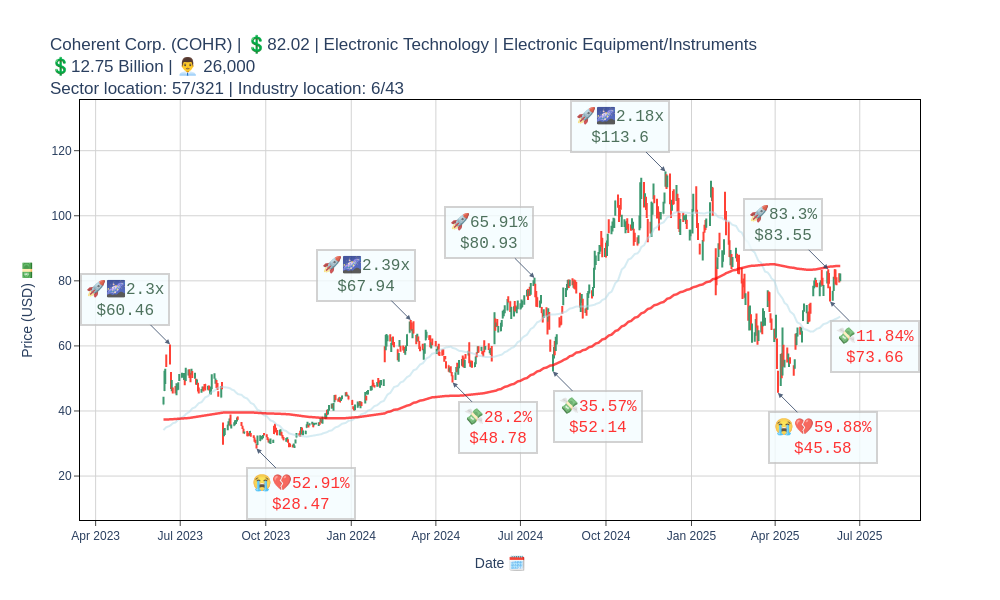 Coherent Corp. (COHR) | 💲82.02 | Electronic Technology | Electronic Equipment/Instruments
💲12.75 Billion | 👨‍💼 26,000
Sector location: 57/321 | Industry location: 6/43
🚀🌌2.18x
$113.6
🚀65.91%
$80.93
🚀83.3%
$83.55
🚀🌌2.39x
$67.94
🚀🌌2.3x
$60.46
💸11.84%
$73.66
💸35.57%
$52.14
💸28.2%
$48.78
😭💔59.88%
$45.58
😭💔52.91%
$28.47
120
100
80
60
40
20
Price (USD) 💵
Apr 2023
Jul 2023
Oct 2023
Jan 2024
Apr 2024
Jul 2024
Oct 2024
Jan 2025
Apr 2025
Jul 2025
Date 🗓️